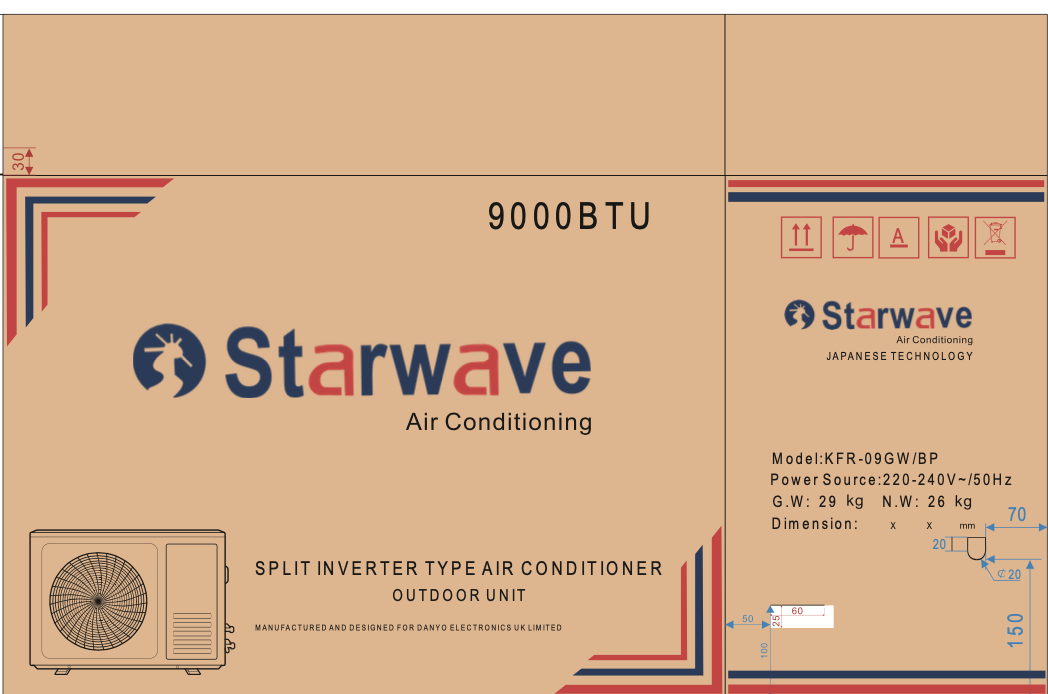 30
9000BTU
Starwave
Air Conditioning
SPLIT INVERTER TYPE AIR CONDITIONER
OUTDOOR UNIT
MANUFACTURED AND DESIGNED FOR DANYO ELECTRONICS UK LIMITED
A
Starwave
Air Conditioning
JAPANESE TECHNOLOGY
Model:KFR-09GW/BP
Power Source:220-240V~/50Hz
G.W: 29 kg N.W: 26 kg
Dimension: x x mm
70
20
¢20
60
25
50
100
150